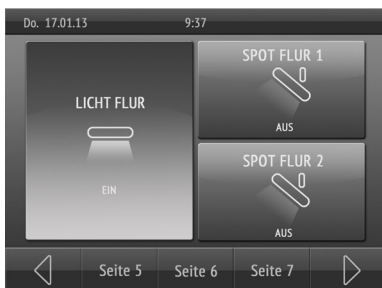 Do. 17.01.13 9:37
LICHT FLUR
EIN
SPOT FLUR 1
AUS
SPOT FLUR 2
AUS
Seite 5 Seite 6 Seite 7